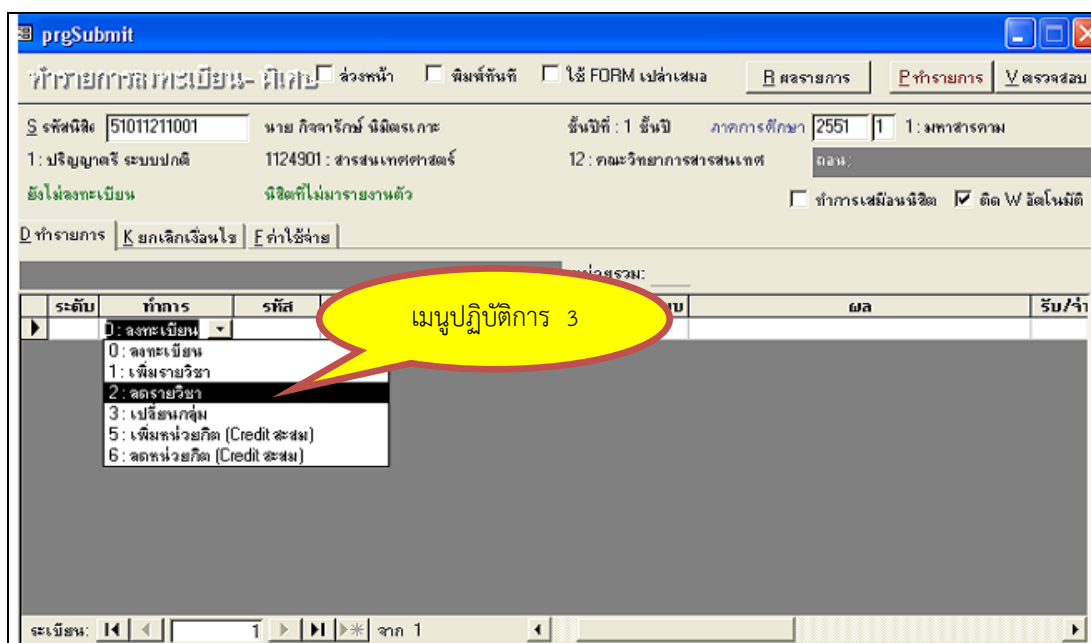 prgSubmit
ทำรายการลงทะเบียน- พิเศษ ล่วงหน้า พิมพ์ทันที ใช้ FORM เปล่าเสมอ R ผลรายการ P ทำรายการ V ตรวจสอบ
S รหัสนิสิต 51011211001 นาย กิจจารักษ์ นิมิตรเกาะ ชั้นปีที่ : 1 ชั้นปี ภาคการศึกษา 2551 1 1 : มหาสารคาม
1 : ปริญญาตรี ระบบปกติ 1124901 : สารสนเทศศาสตร์ 12 : คณะวิทยาการสารสนเทศ ถอน:
ยังไม่ลงทะเบียน นิสิตที่ไม่มารายงานตัว ทำการเสมือนนิสิต ติด W อัตโนมัติ
D ทำรายการ K ยกเลิกเงื่อนไข F ค่าใช้จ่าย
หน่วยรวม:
ระดับ ทำการ รหัส บบ ผล รับ/จำ
0 : ลงทะเบียน
เมนูปฏิบัติการ 3
0 : ลงทะเบียน
1 : เพิ่มรายวิชา
2 : ลดรายวิชา
3 : เปลี่ยนกลุ่ม
5 : เพิ่มหน่วยกิต (Credit สะสม)
6 : ลดหน่วยกิต (Credit สะสม)
ระเบียน: 1 จาก 1